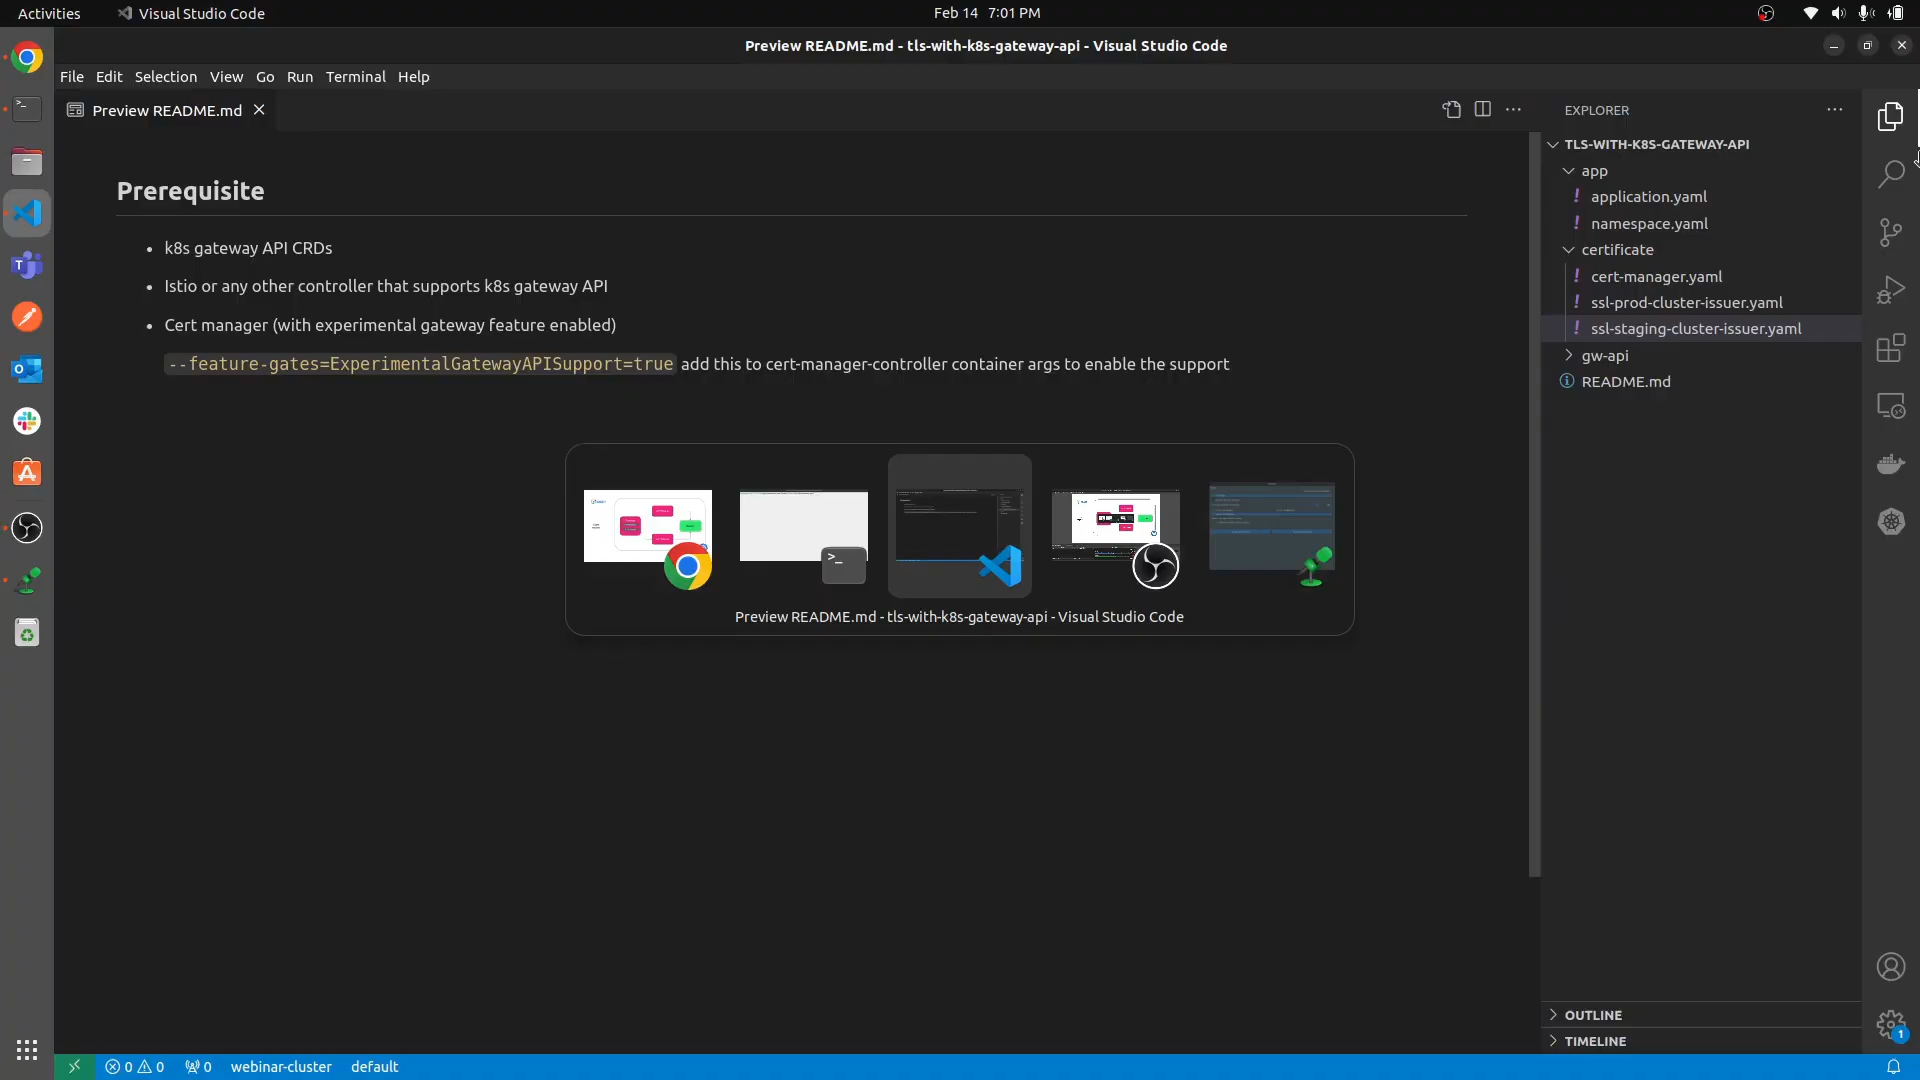 Activities
Visual Studio Code
Feb 14 7:01 PM
Preview README.md - tls-with-k8s-gateway-api - Visual Studio Code
File Edit Selection View Go Run Terminal Help
Preview README.md
EXPLORER
TLS-WITH-K8S-GATEWAY-API
app
application.yaml
namespace.yaml
certificate
cert-manager.yaml
ssl-prod-cluster-issuer.yaml
ssl-staging-cluster-issuer.yaml
gw-api
README.md
Prerequisite
k8s gateway API CRDs
Istio or any other controller that supports k8s gateway API
Cert manager (with experimental gateway feature enabled)
--feature-gates=ExperimentalGatewayAPISupport=true add this to cert-manager-controller container args to enable the support
Preview README.md - tls-with-k8s-gateway-api - Visual Studio Code
OUTLINE
TIMELINE
1
0 0 0 webinar-cluster default